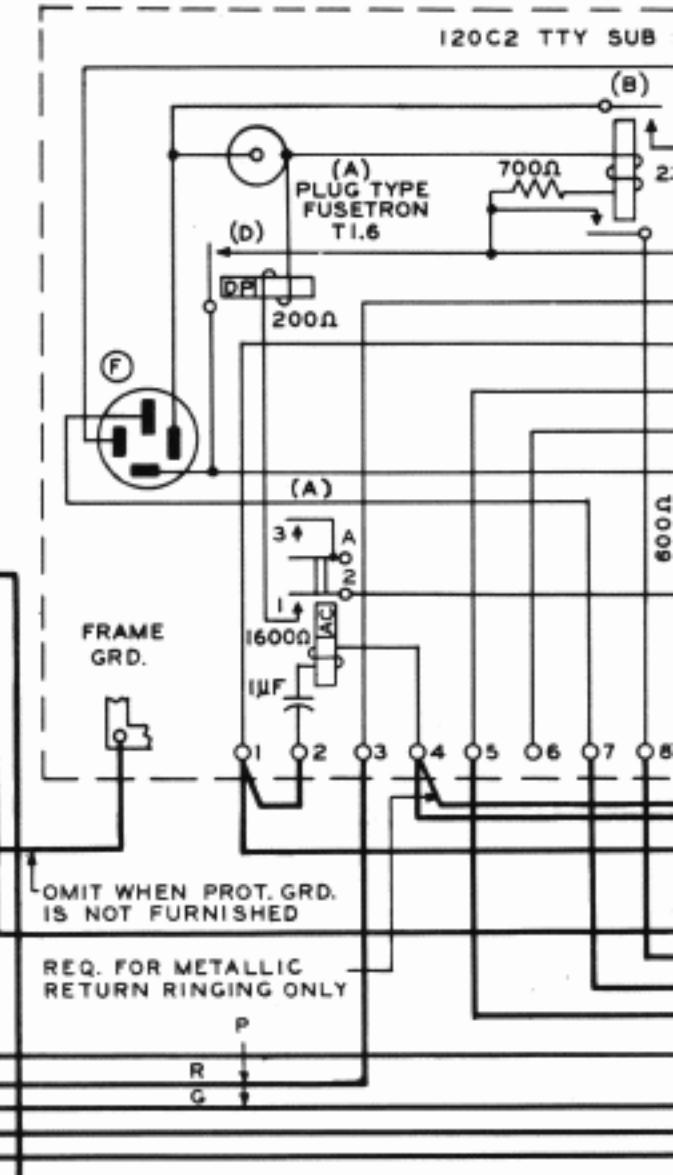 120C2 TTY SUB
(B)
(A)
PLUG TYPE
FUSETRON
T1.6
700Ω
(D)
DP
200Ω
F
(A)
3
A
2
1
AC
600Ω
1600Ω
1µF
FRAME
GRD.
1 2 3 4 5 6 7 8
OMIT WHEN PROT. GRD.
IS NOT FURNISHED
REQ. FOR METALLIC
RETURN RINGING ONLY
P
R
G